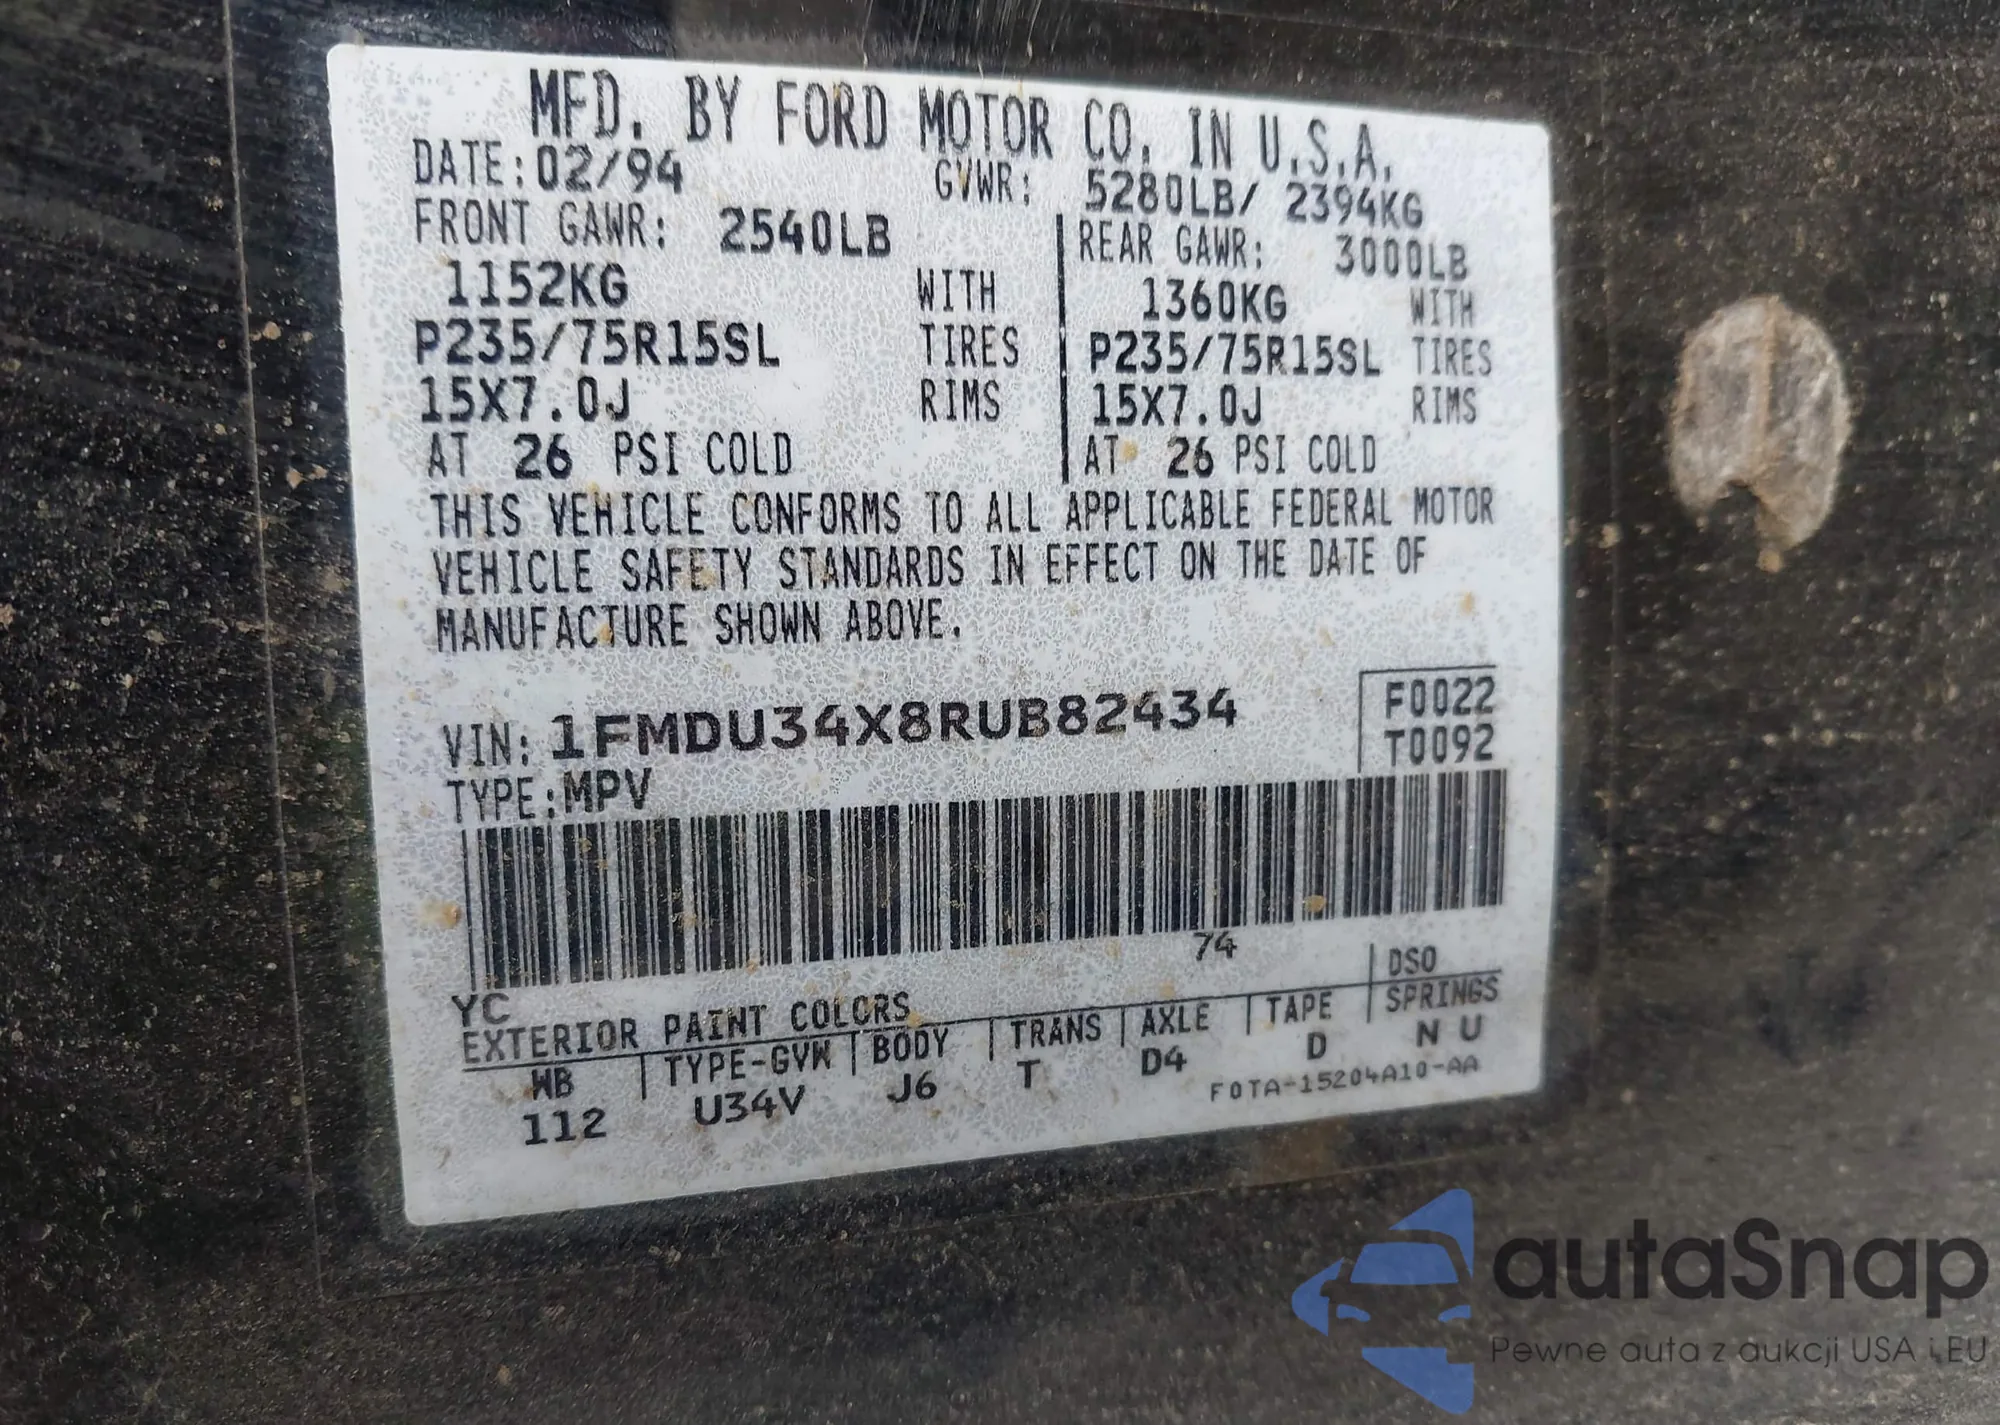 MFD. BY FORD MOTOR CO. IN U.S.A.
DATE: 02/94 GVWR: 5280LB/ 2394KG
FRONT GAWR: 2540LB REAR GAWR: 3000LB
1152KG WITH 1360KG WITH
P235/75R15SL TIRES P235/75R15SL TIRES
15X7.0J RIMS 15X7.0J RIMS
AT 26 PSI COLD AT 26 PSI COLD
THIS VEHICLE CONFORMS TO ALL APPLICABLE FEDERAL MOTOR
VEHICLE SAFETY STANDARDS IN EFFECT ON THE DATE OF
MANUFACTURE SHOWN ABOVE.
VIN: 1FMDU34X8RUB82434 F0022
TYPE: MPV T0092
74
YC DSO
EXTERIOR PAINT COLORS
WB TYPE-GVW BODY TRANS AXLE TAPE SPRINGS
112 U34V J6 T D4 D N U
F0TA-15204A10-AA
autaSnap
Pewne auta z aukcji USA i EU